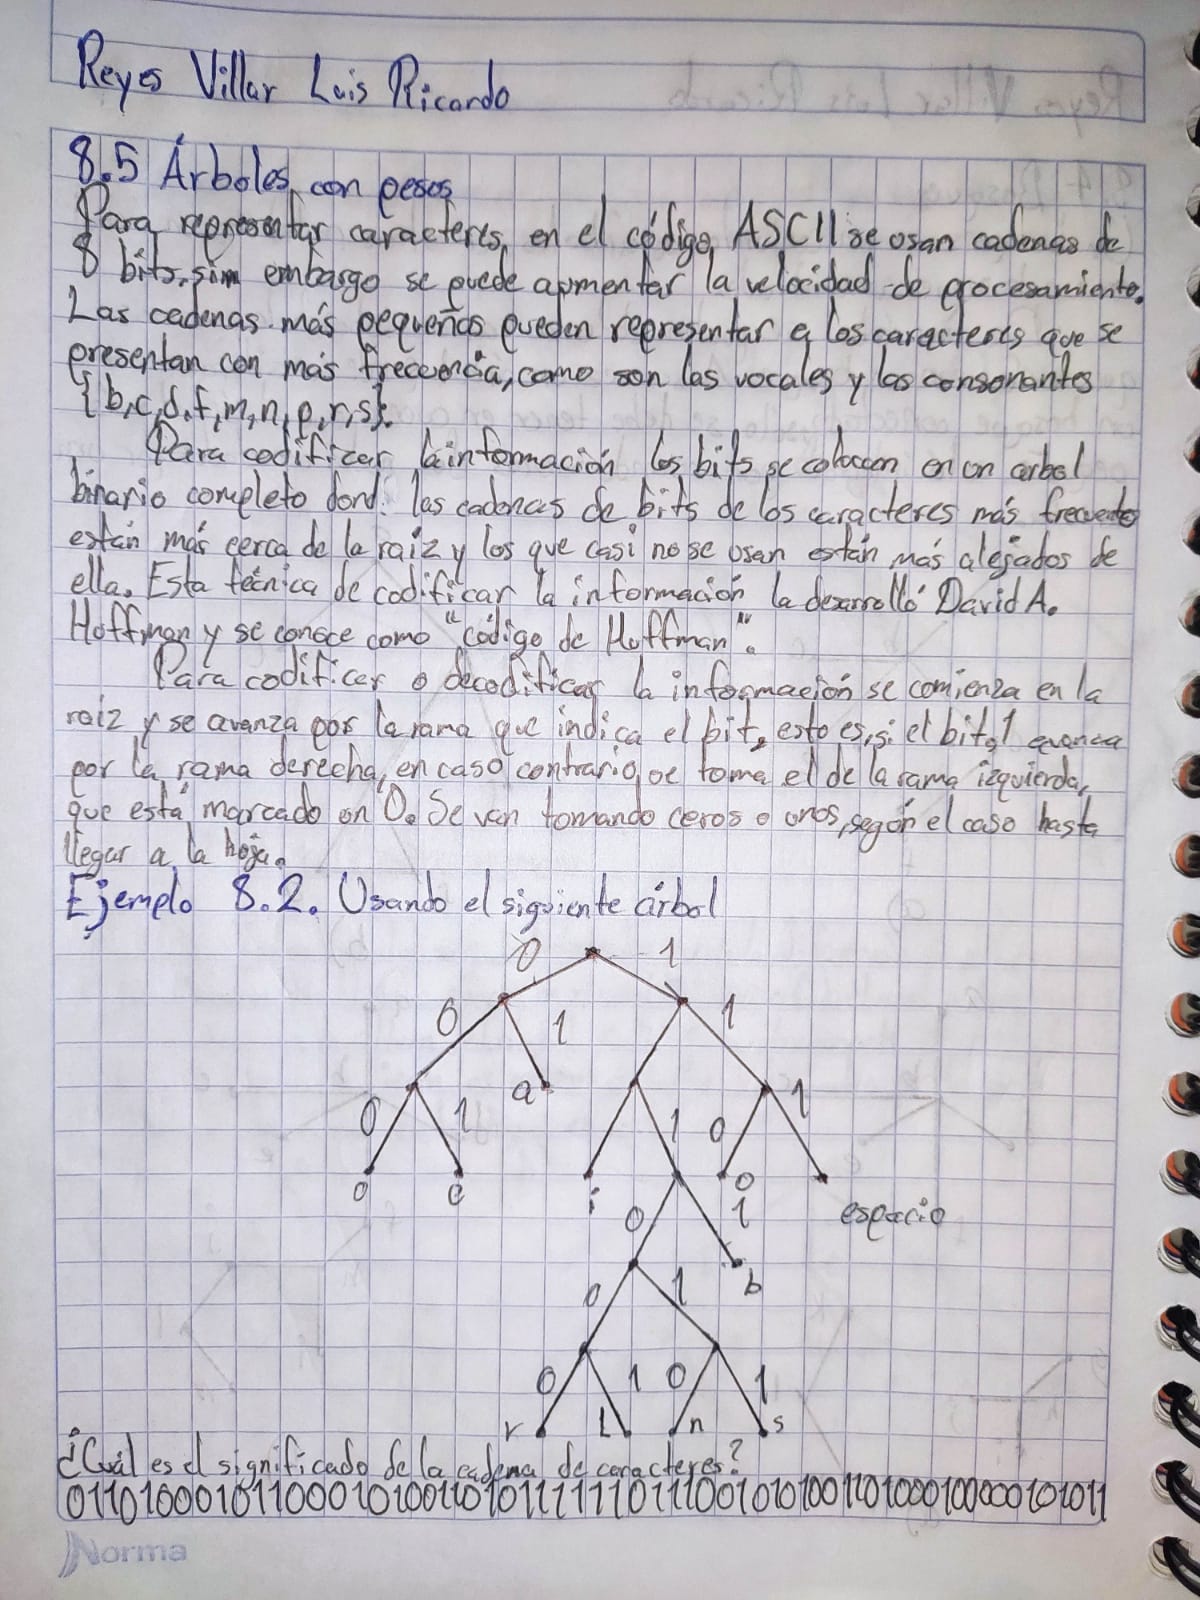 Reyes Villar Luis Ricardo
8.5 Árboles con pesos
Para representar caracteres, en el código ASCII se usan cadenas de
8 bits, sin embargo se puede aumentar la velocidad de procesamiento.
Las cadenas más pequeñas pueden representar a los caracteres que se
presentan con más frecuencia, como son las vocales y las consonantes
{b,c,d,f,m,n,p,r,s}.
Para codificar la información los bits se colocan en un arbol
binario completo dond: las cadenas de bits de los caracteres más frecuentes
están más cerca de la raiz y los que casi no se usan están más alejados de
ella. Esta técnica de codificar la información la desarrolló David A.
Hoffman y se conoce como "código de Huffman".
Para codificar o decodificar la información se comienza en la
raiz y se avanza por la rama que indica el bit, esto es, si el bit 1 avanza
por la rama derecha, en caso contrario se toma el de la rama izquierda,
que está marcado on 0. Se van tomando ceros o unos, según el caso hasta
llegar a la hoja.
Ejemplo 8.2. Usando el siguiente árbol
0 1
0 1 1
a
0 1 1 0 1
o e i o
espacio
0 1
b
0 1
0 1 0 1
r L n s
¿Cuál es el significado de la cadena de caracteres?
Norma